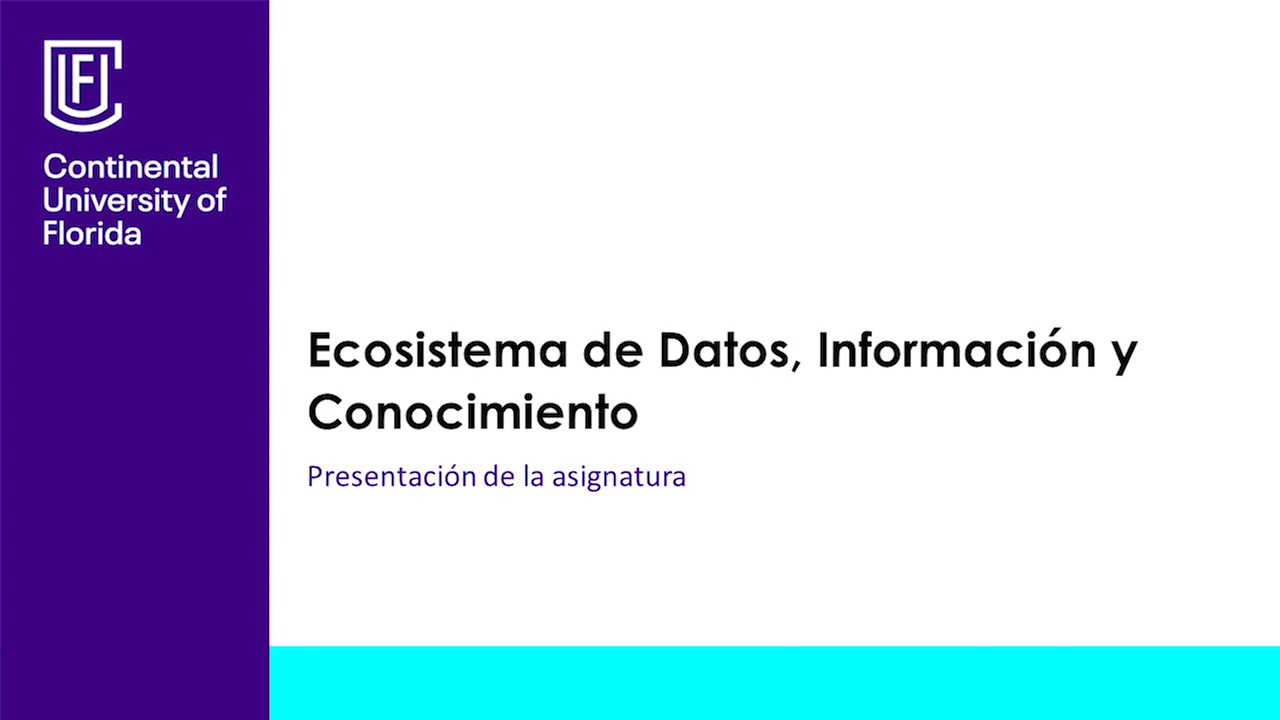 Continental
University of
Florida
Ecosistema de Datos, Información y
Conocimiento
Presentación de la asignatura